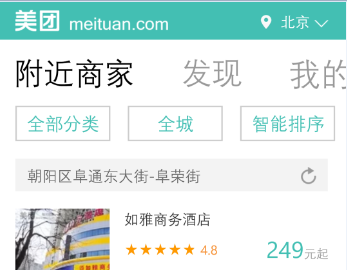 美团 meituan.com 北京
附近商家 发现 我的
全部分类 全城 智能排序
朝阳区阜通东大街-阜荣街
如雅商务酒店
4.8 249元起